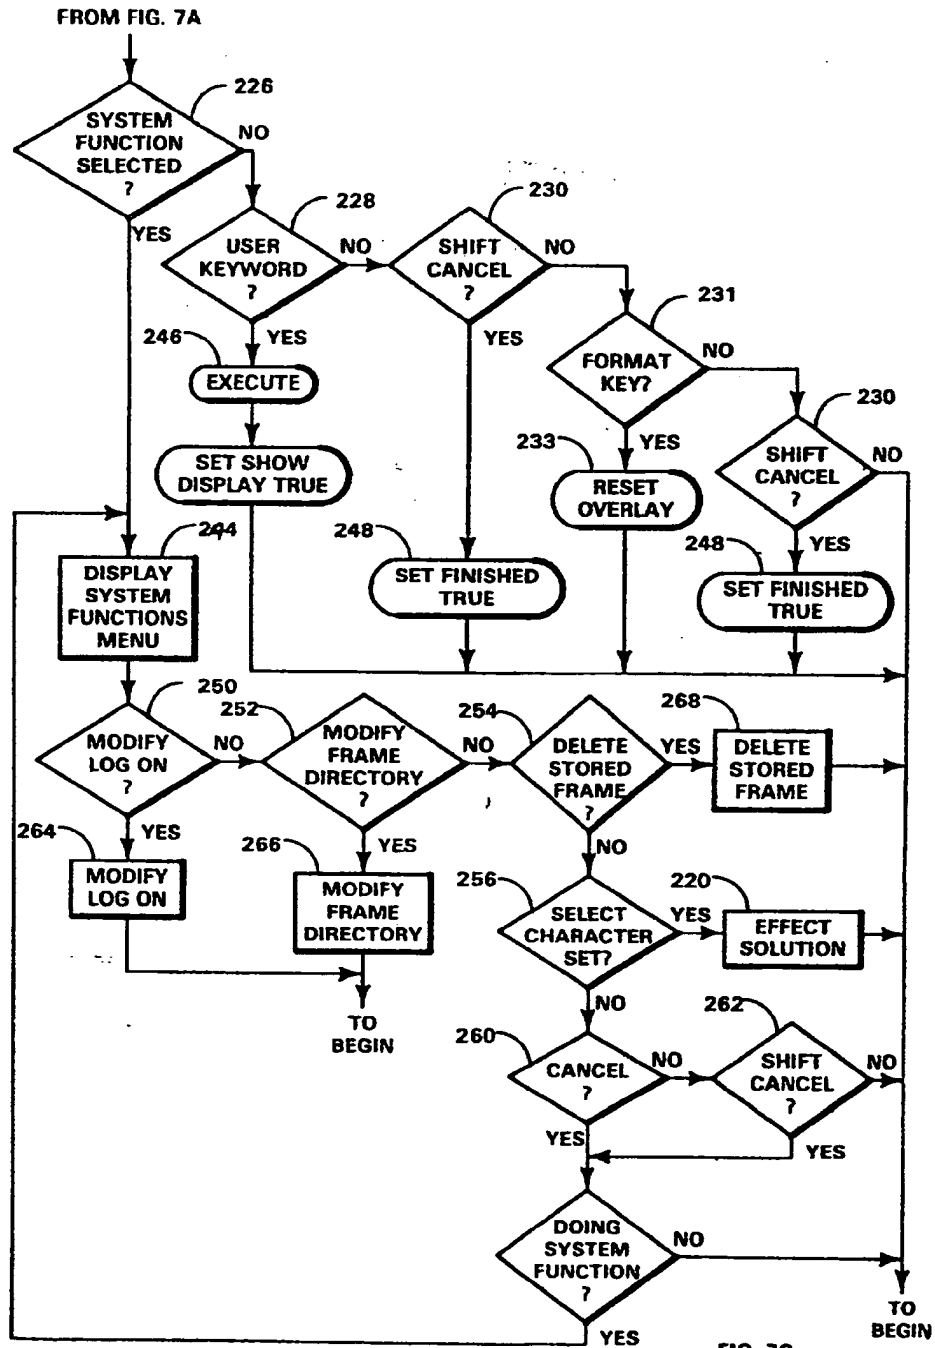 FROM FIG. 7A
226
SYSTEM
FUNCTION
SELECTED
?
NO
YES
228
USER
KEYWORD
?
NO
YES
230
SHIFT
CANCEL
?
NO
YES
231
FORMAT
KEY?
NO
YES
230
SHIFT
CANCEL
?
NO
YES
246
EXECUTE
SET SHOW
DISPLAY TRUE
233
RESET
OVERLAY
248
SET FINISHED
TRUE
248
SET FINISHED
TRUE
244
DISPLAY
SYSTEM
FUNCTIONS
MENU
250
MODIFY
LOG ON
?
NO
YES
252
MODIFY
FRAME
DIRECTORY
?
NO
YES
254
DELETE
STORED
FRAME
?
YES
NO
268
DELETE
STORED
FRAME
264
MODIFY
LOG ON
266
MODIFY
FRAME
DIRECTORY
TO
BEGIN
256
SELECT
CHARACTER
SET?
YES
NO
220
EFFECT
SOLUTION
260
CANCEL
?
NO
YES
262
SHIFT
CANCEL
?
NO
YES
DOING
SYSTEM
FUNCTION
?
NO
YES
TO
BEGIN